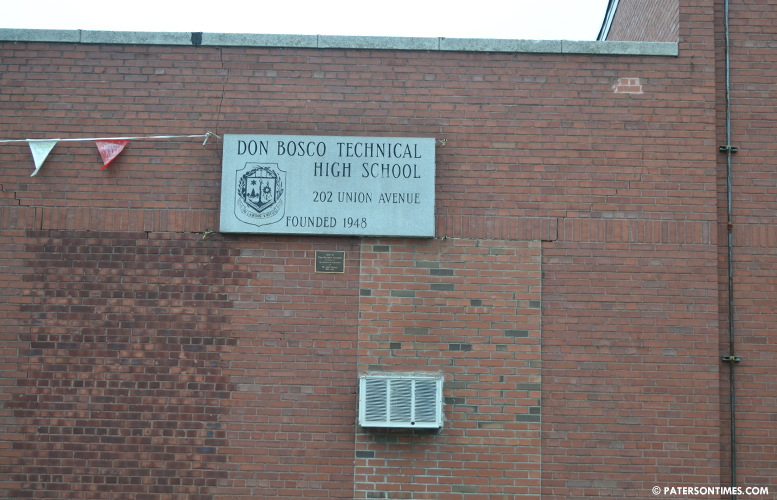 DON BOSCO TECHNICAL
HIGH SCHOOL
202 UNION AVENUE
FOUNDED 1948
© PATERSONTIMES.COM